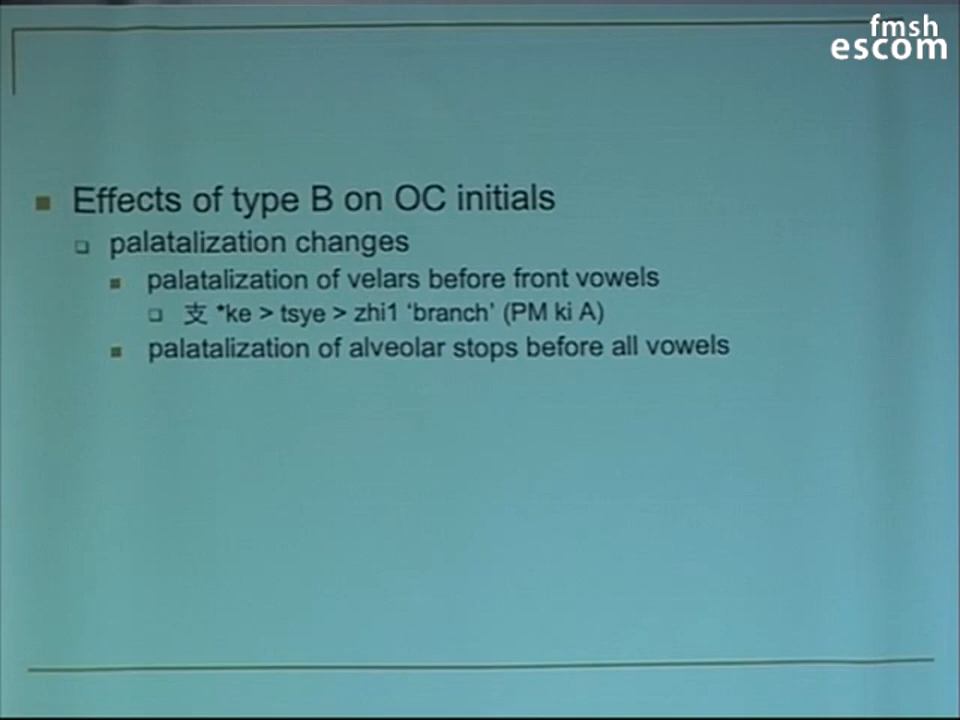 fmsh
escom
Effects of type B on OC initials
palatalization changes
palatalization of velars before front vowels
支 *ke > tsye > zhi1 ‘branch’ (PM ki A)
palatalization of alveolar stops before all vowels